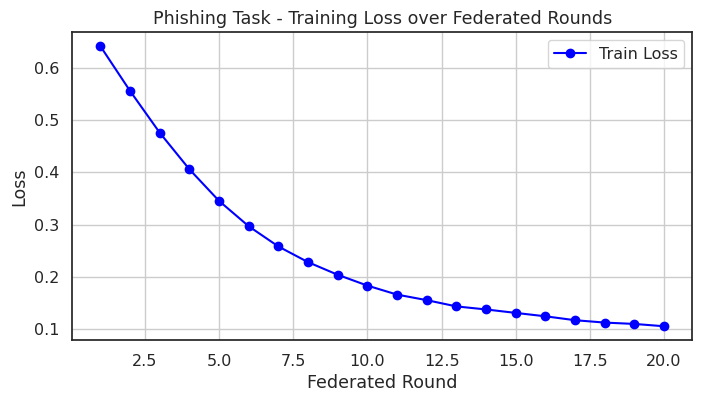 Phishing Task - Training Loss over Federated Rounds
Train Loss
Loss
0.6
0.5
0.4
0.3
0.2
0.1
2.5 5.0 7.5 10.0 12.5 15.0 17.5 20.0
Federated Round